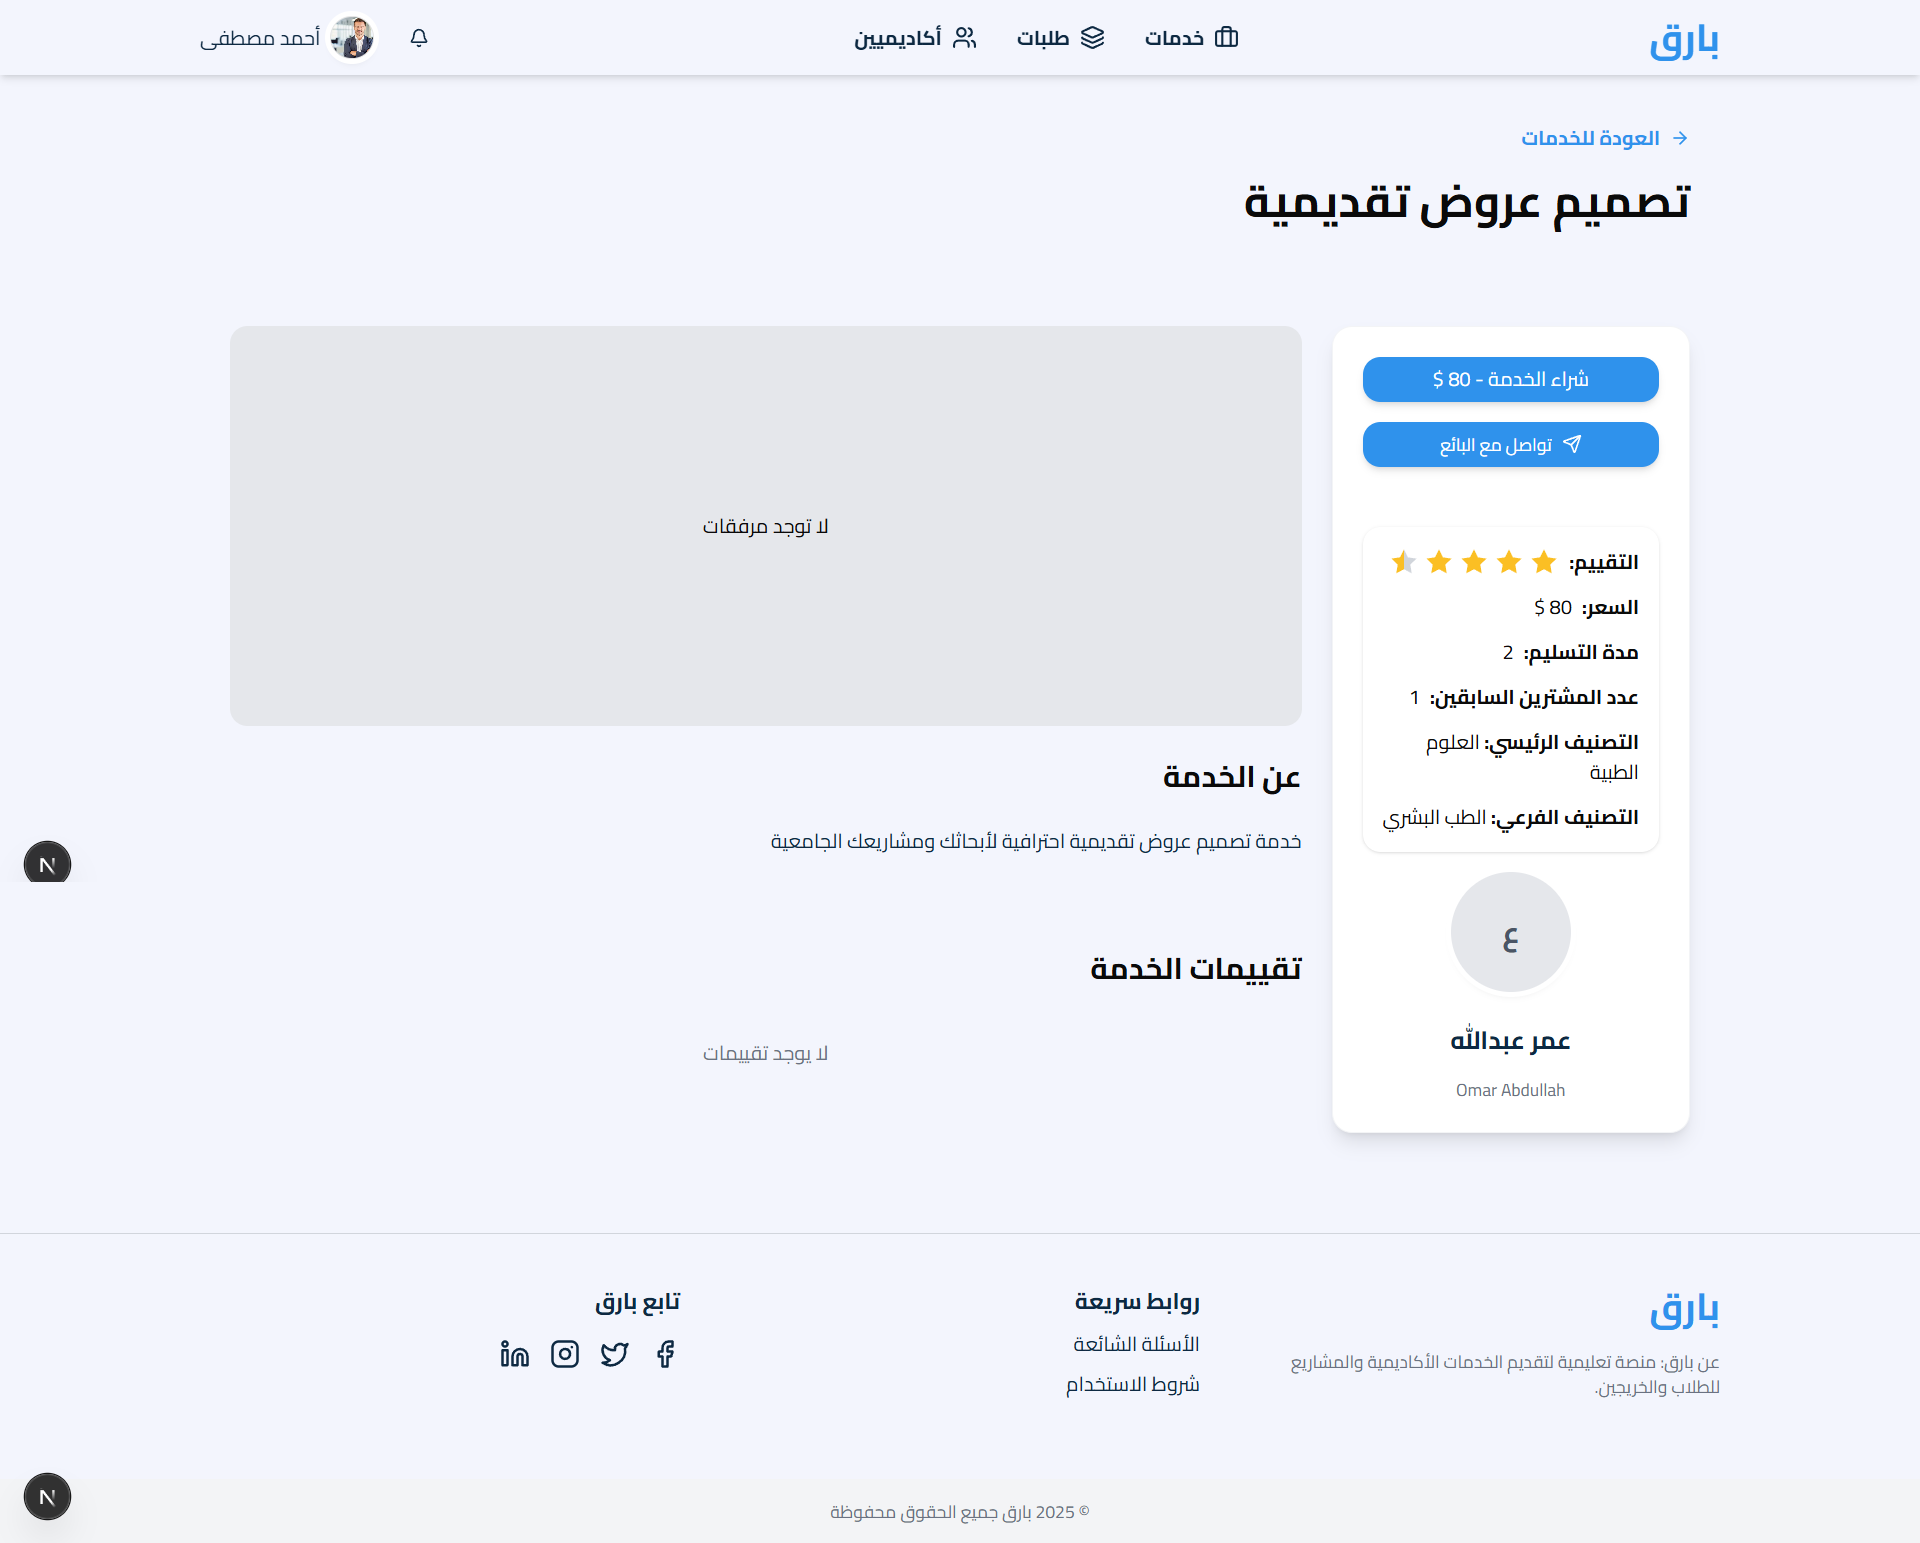 بارق
خدمات
طلبات
أكاديميين
أحمد مصطفى
العودة للخدمات
تصميم عروض تقديمية
شراء الخدمة - 80 $
تواصل مع البائع
التقييم:
السعر: 80 $
مدة التسليم: 2
عدد المشترين السابقين: 1
التصنيف الرئيسي: العلوم
الطبية
التصنيف الفرعي: الطب البشري
ع
عمر عبدالله
Omar Abdullah
لا توجد مرفقات
عن الخدمة
خدمة تصميم عروض تقديمية احترافية لأبحاثك ومشاريعك الجامعية
تقييمات الخدمة
لا يوجد تقييمات
N
بارق
عن بارق: منصة تعليمية لتقديم الخدمات الأكاديمية والمشاريع
للطلاب والخريجين.
روابط سريعة
الأسئلة الشائعة
شروط الاستخدام
تابع بارق
N
© 2025 بارق جميع الحقوق محفوظة